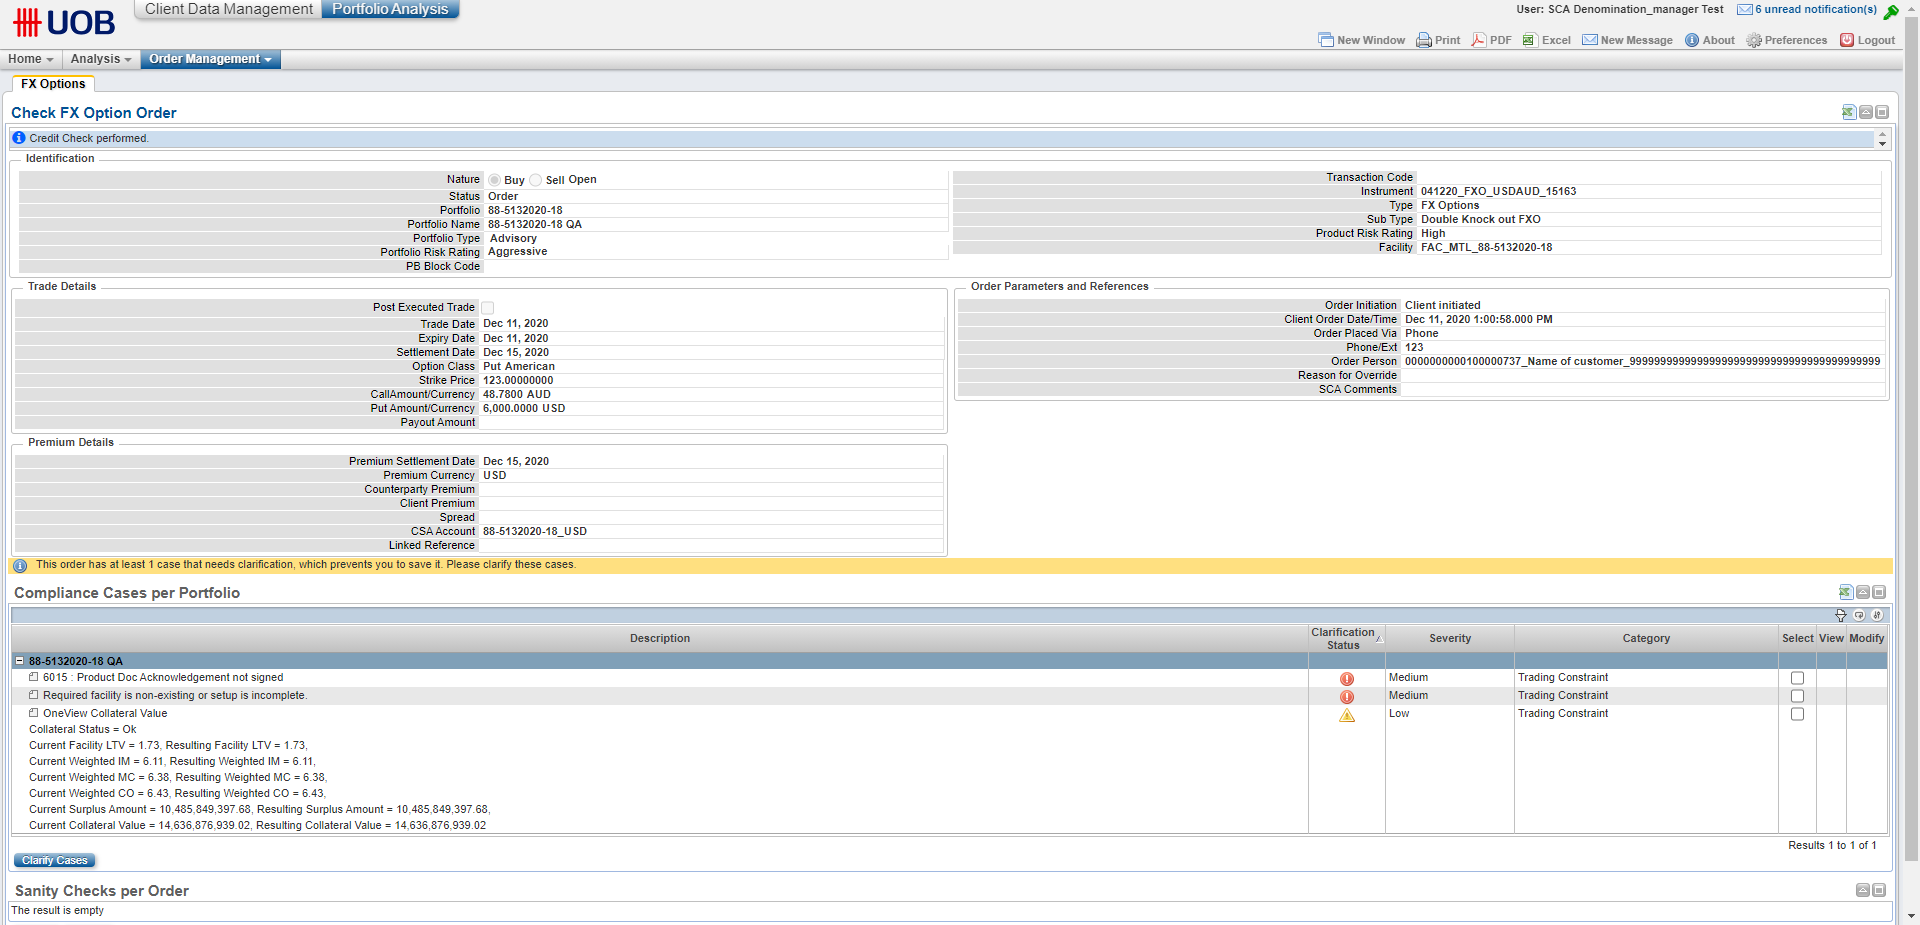 UOB
Client Data Management
Portfolio Analysis
User: SCA Denomination_manager Test
6 unread notification(s)
New Window
Print
PDF
Excel
New Message
About
Preferences
Logout
Home
Analysis
Order Management
FX Options
Check FX Option Order
Credit Check performed.
Identification
Nature Buy Sell Open
Status Order
Portfolio 88-5132020-18
Portfolio Name 88-5132020-18 QA
Portfolio Type Advisory
Portfolio Risk Rating Aggressive
PB Block Code
Transaction Code
Instrument 041220_FXO_USDAUD_15163
Type FX Options
Sub Type Double Knock out FXO
Product Risk Rating High
Facility FAC_MTL_88-5132020-18
Trade Details
Post Executed Trade
Trade Date Dec 11, 2020
Expiry Date Dec 11, 2020
Settlement Date Dec 15, 2020
Option Class Put American
Strike Price 123.00000000
CallAmount/Currency 48.7800 AUD
Put Amount/Currency 6,000.0000 USD
Payout Amount
Order Parameters and References
Order Initiation Client initiated
Client Order Date/Time Dec 11, 2020 1:00:58.000 PM
Order Placed Via Phone
Phone/Ext 123
Order Person
Reason for Override
SCA Comments
Premium Details
Premium Settlement Date Dec 15, 2020
Premium Currency USD
Counterparty Premium
Client Premium
Spread
CSA Account 88-5132020-18_USD
Linked Reference
This order has at least 1 case that needs clarification, which prevents you to save it. Please clarify these cases.
Compliance Cases per Portfolio
Description
Clarification Status
Severity
Category
Select
View
Modify
88-5132020-18 QA
6015 : Product Doc Acknowledgement not signed Medium Trading Constraint
Required facility is non-existing or setup is incomplete. Medium Trading Constraint
OneView Collateral Value Low Trading Constraint
Collateral Status = Ok
Current Facility LTV = 1.73, Resulting Facility LTV = 1.73,
Current Weighted IM = 6.11, Resulting Weighted IM = 6.11,
Current Weighted MC = 6.38, Resulting Weighted MC = 6.38,
Current Weighted CO = 6.43, Resulting Weighted CO = 6.43,
Current Surplus Amount = 10,485,849,397.68, Resulting Surplus Amount = 10,485,849,397.68,
Current Collateral Value = 14,636,876,939.02, Resulting Collateral Value = 14,636,876,939.02
Results 1 to 1 of 1
Clarify Cases
Sanity Checks per Order
The result is empty